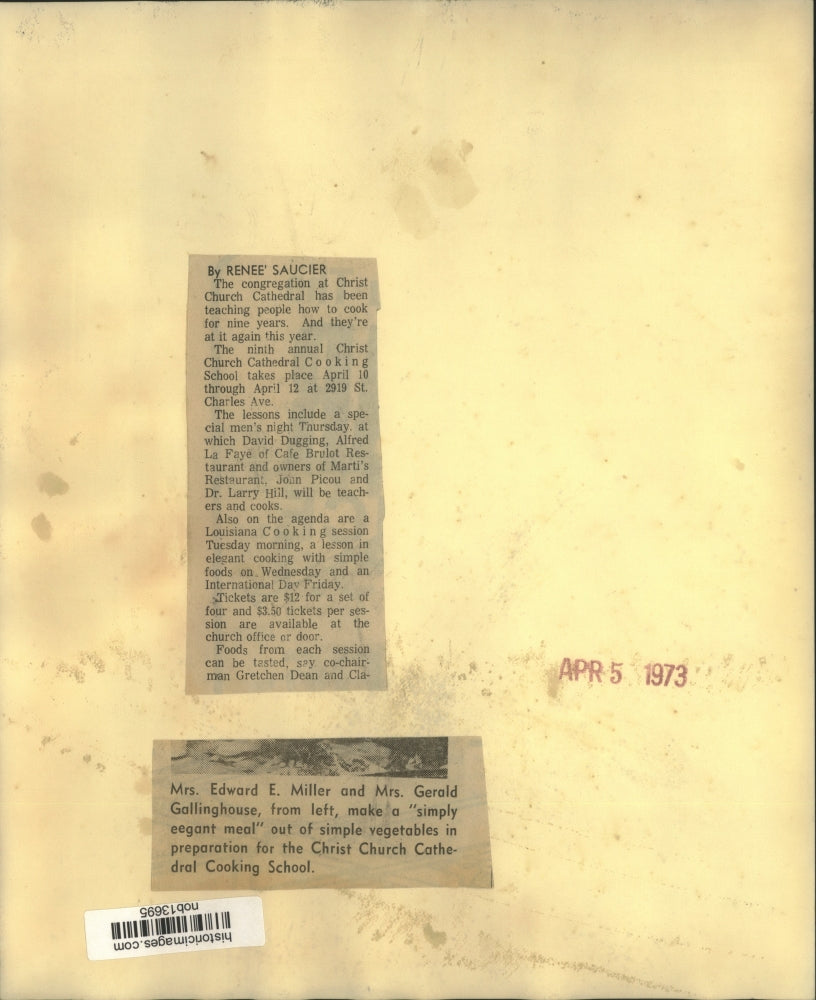 By RENEE' SAUCIER
The congregation at Christ
Church Cathedral has been
teaching people how to cook
for nine years. And they're
at it again this year.
The ninth annual Christ
Church Cathedral Cooking
School takes place April 10
through April 12 at 2919 St.
Charles Ave.
The lessons include a spe-
cial men's night Thursday, at
which David Dugging, Alfred
La Faye of Cafe Brulot Res-
taurant and owners of Marti's
Restaurant, John Picou and
Dr. Larry Hill, will be teach-
ers and cooks.
Also on the agenda are a
Louisiana Cooking session
Tuesday morning, a lesson in
elegant cooking with simple
foods on Wednesday and an
International Day Friday.
Tickets are $12 for a set of
four and $3.50 tickets per ses-
sion are available at the
church office or door.
Foods from each session
can be tasted, say co-chair-
man Gretchen Dean and Cla-
APR 5 1973
Mrs. Edward E. Miller and Mrs. Gerald
Gallinghouse, from left, make a "simply
eegant meal" out of simple vegetables in
preparation for the Christ Church Cathe-
dral Cooking School.
historicimages.com
nob13695